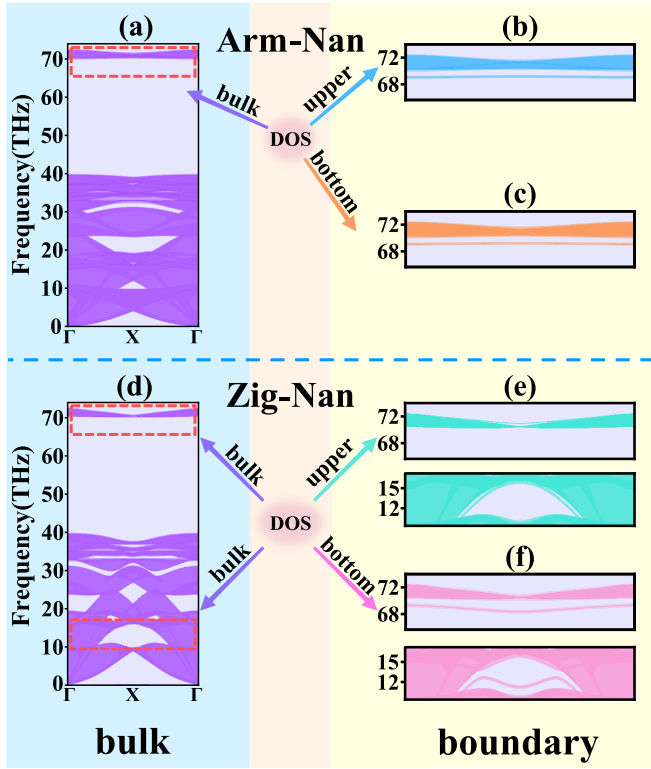 (a)
Arm-Nan
(b)
Frequency(THz)
70
60
50
40
30
20
10
0
Γ X Γ
bulk
DOS
upper
bottom
72
68
(c)
72
68
(d)
Zig-Nan
(e)
Frequency(THz)
70
60
50
40
30
20
10
0
Γ X Γ
bulk
bulk
DOS
upper
bottom
72
68
15
12
(f)
72
68
15
12
bulk
boundary